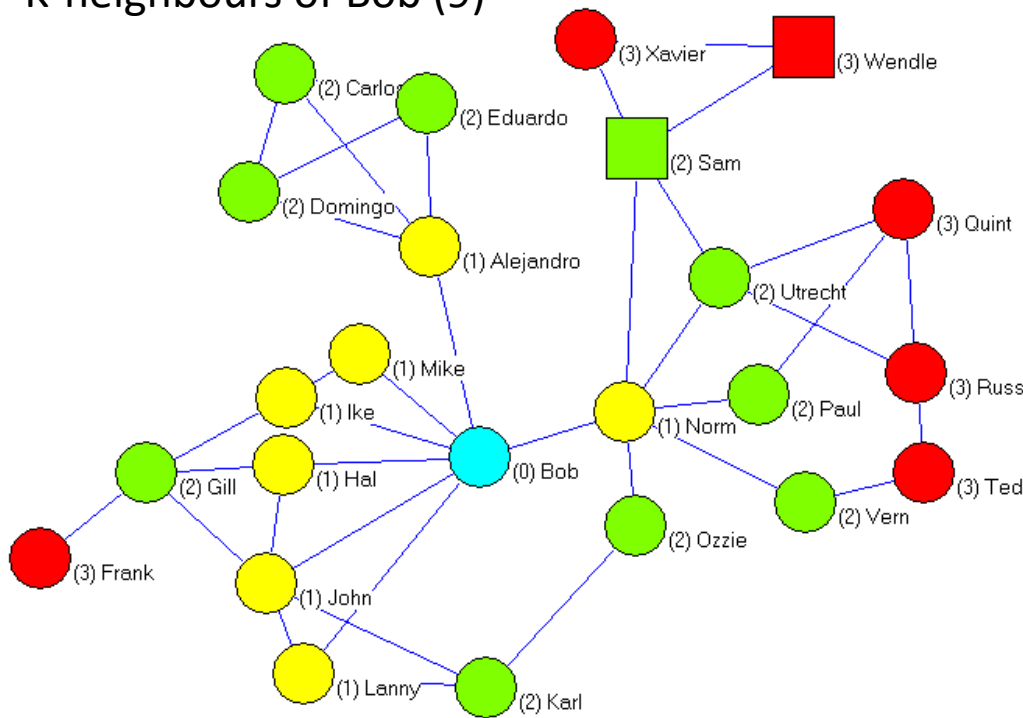 K-neighbours of Bob
(3) Xavier
(3) Wendle
(2) Carlos
(2) Eduardo
(2) Sam
(2) Domingo
(3) Quint
(1) Alejandro
(2) Utrecht
(1) Mike
(3) Russ
(1) Ike
(2) Paul
(1) Norm
(0) Bob
(1) Hal
(2) Gill
(3) Ted
(2) Vern
(2) Ozzie
(3) Frank
(1) John
(1) Lanny
(2) Karl